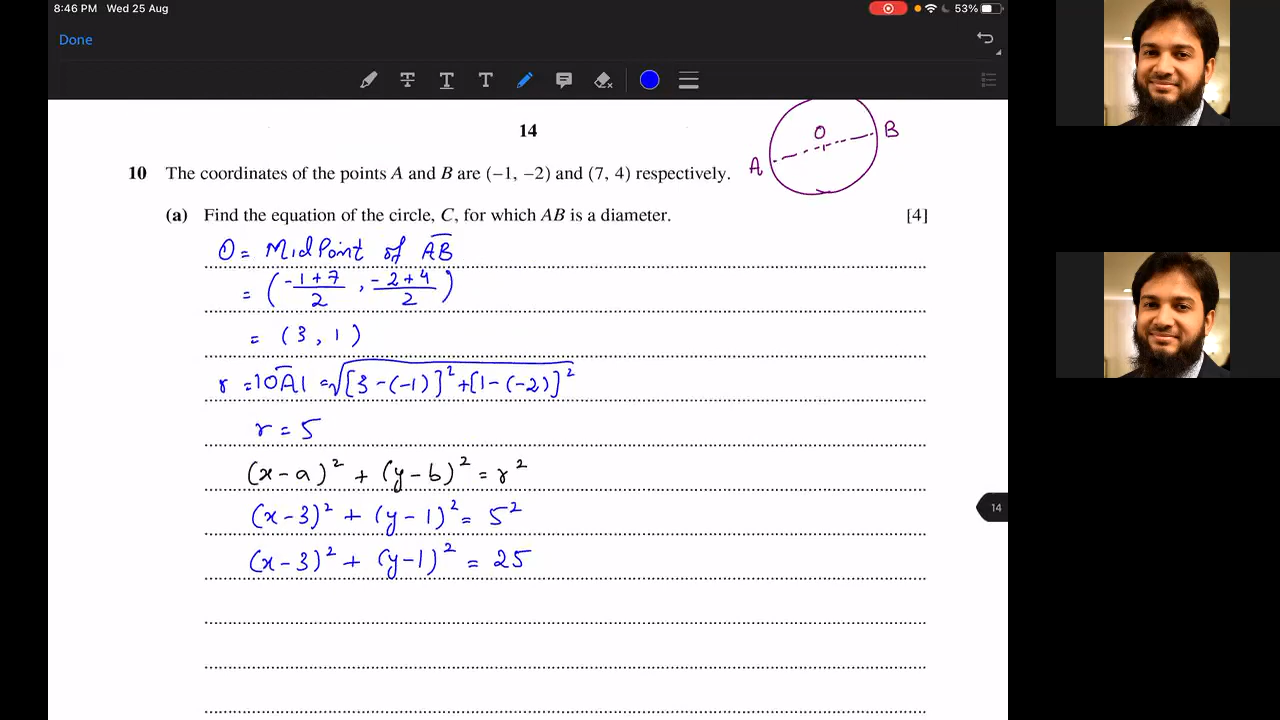 8:46 PM Wed 25 Aug
53%
Done
T T T
14
A O B
10 The coordinates of the points A and B are (−1, −2) and (7, 4) respectively.
(a) Find the equation of the circle, C, for which AB is a diameter. [4]
O = MidPoint of AB
= (-1+7/2, -2+4/2)
= (3, 1)
r = |OA| = √[3-(-1)]² + [1-(-2)]²
r = 5
(x-a)² + (y-b)² = r²
(x-3)² + (y-1)² = 5²
(x-3)² + (y-1)² = 25
14